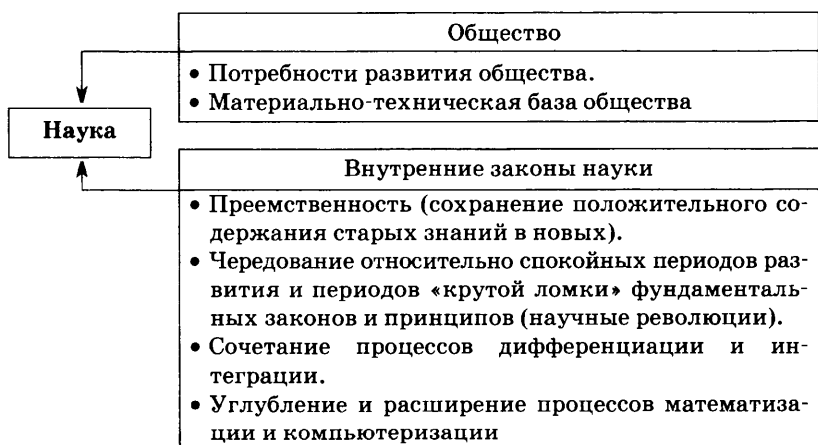 Общество
• Потребности развития общества.
• Материально-техническая база общества
Наука
Внутренние законы науки
• Преемственность (сохранение положительного со-
держания старых знаний в новых).
• Чередование относительно спокойных периодов раз-
вития и периодов «крутой ломки» фундаменталь-
ных законов и принципов (научные революции).
• Сочетание процессов дифференциации и ин-
теграции.
• Углубление и расширение процессов математиза-
ции и компьютеризации